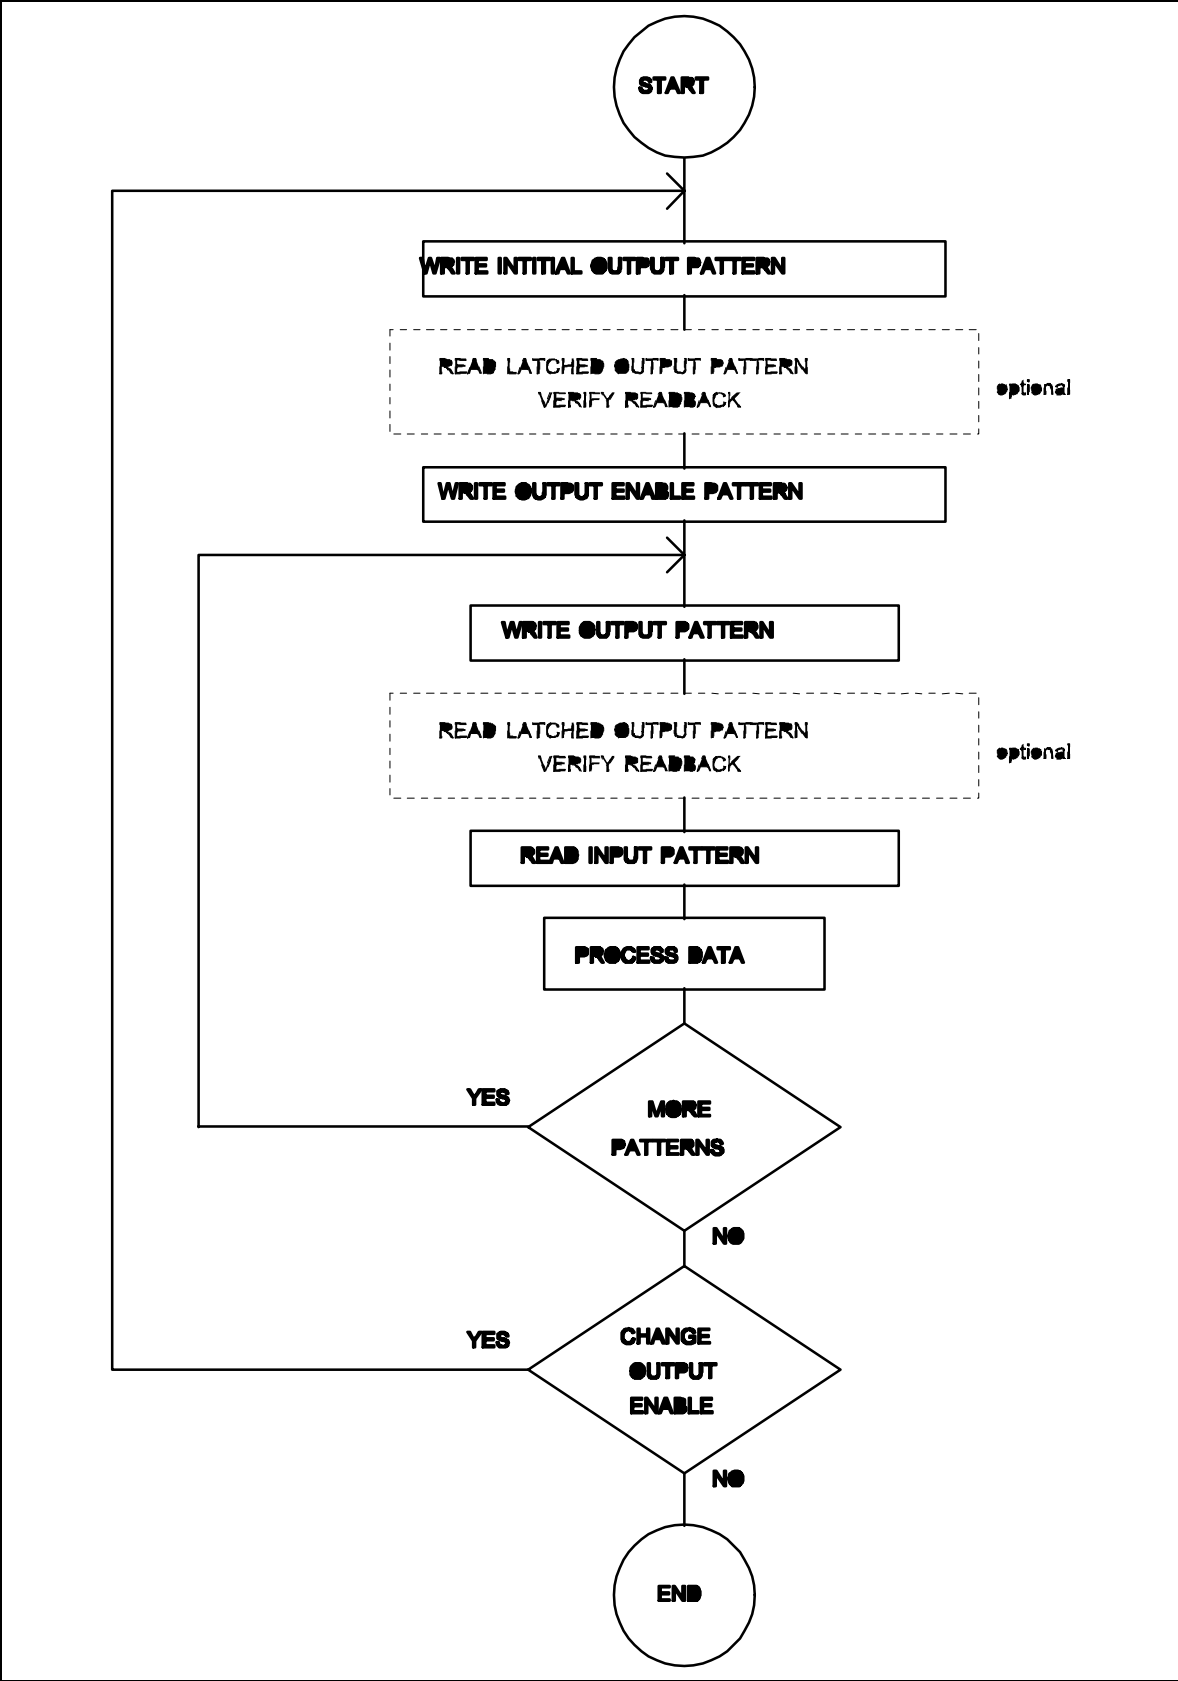 START
WRITE INTITIAL OUTPUT PATTERN
READ LATCHED OUTPUT PATTERN
VERIFY READBACK
optional
WRITE OUTPUT ENABLE PATTERN
WRITE OUTPUT PATTERN
READ LATCHED OUTPUT PATTERN
VERIFY READBACK
optional
READ INPUT PATTERN
PROCESS DATA
YES
MORE
PATTERNS
NO
YES
CHANGE
OUTPUT
ENABLE
NO
END